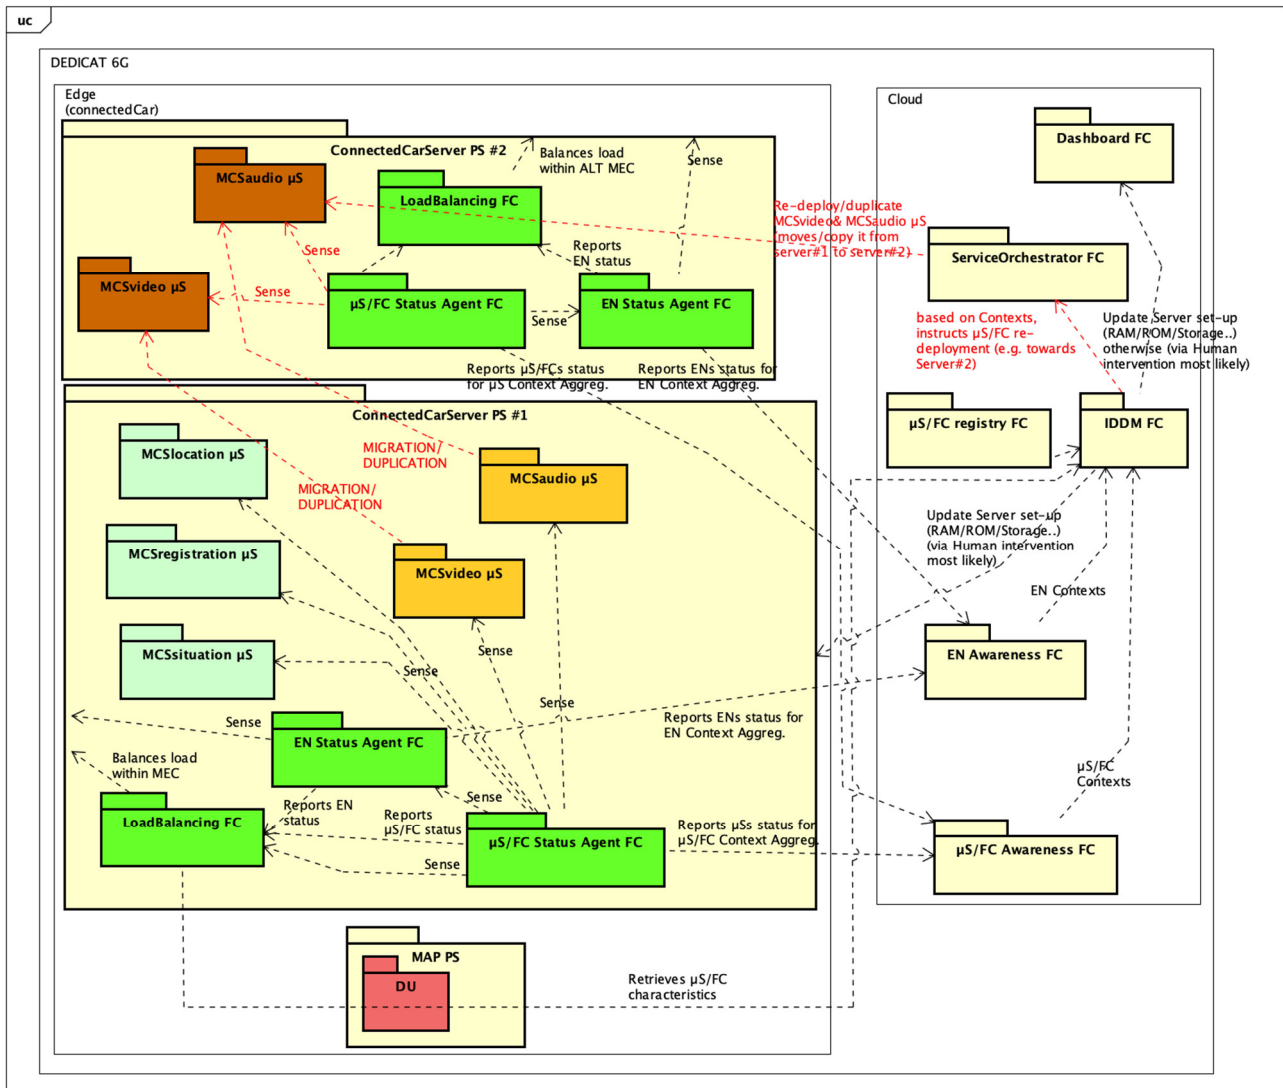 uc
DEDICAT 6G
Edge
(connectedCar)
Cloud
ConnectedCarServer PS #2
MCSaudio µS
LoadBalancing FC
Balances load
within ALT MEC
Sense
Dashboard FC
Re-deploy/duplicate
MCSvideo& MCSaudio µS
(moves/copy it from
server#1 to server#2)
ServiceOrchestrator FC
Sense
Reports
EN status
MCSvideo µS
Sense
µS/FC Status Agent FC
Sense
EN Status Agent FC
based on Contexts,
instructs µS/FC re-
deployment (e.g. towards
Server#2)
Update Server set-up
(RAM/ROM/Storage..)
otherwise (via Human
intervention most likely)
Reports µS/FCs status
for µS Context Aggreg.
Reports ENs status for
EN Context Aggreg.
ConnectedCarServer PS #1
µS/FC registry FC
IDDM FC
MCSlocation µS
MIGRATION/
DUPLICATION
MCSaudio µS
MIGRATION/
DUPLICATION
Update Server set-up
(RAM/ROM/Storage..)
(via Human intervention
most likely)
MCSregistration µS
MCSvideo µS
EN Contexts
MCSsituation µS
Sense
Sense
EN Awareness FC
Sense
Sense
EN Status Agent FC
Reports ENs status for
EN Context Aggreg.
Balances load
within MEC
µS/FC
Contexts
LoadBalancing FC
Reports EN
status
Sense
Reports
µS/FC status
Sense
µS/FC Status Agent FC
Reports µSs status for
µS/FC Context Aggreg.
µS/FC Awareness FC
MAP PS
DU
Retrieves µS/FC
characteristics